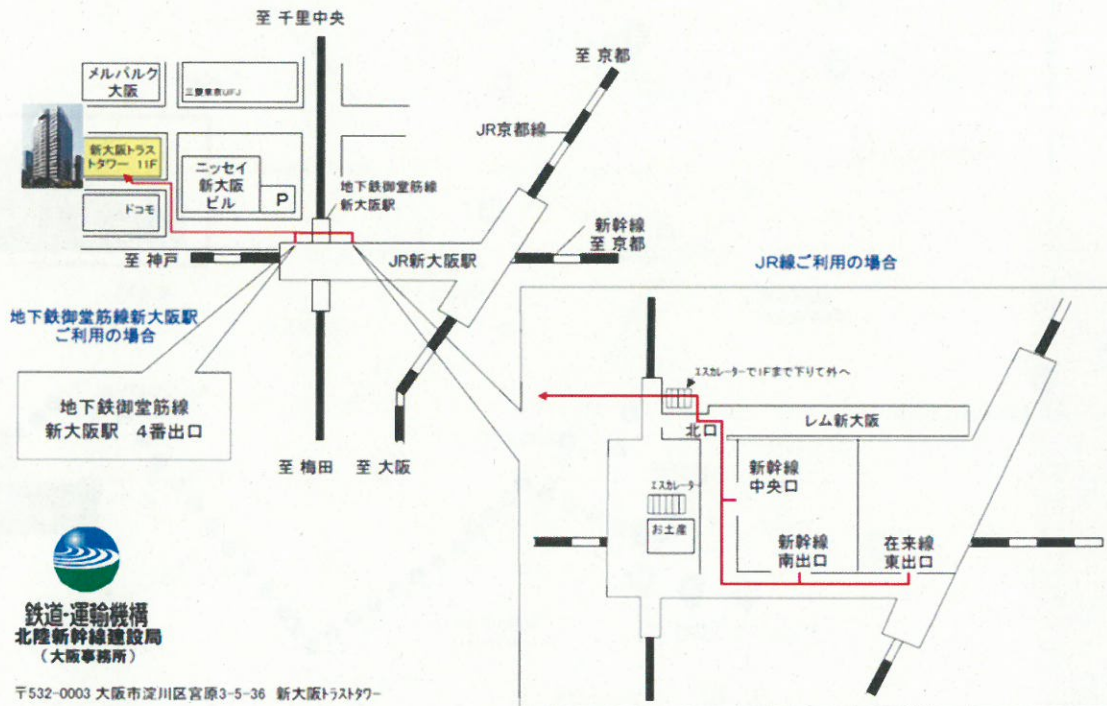 至 千里中央
メルパルク
大阪
三菱東京UFJ
至 京都
JR京都線
新大阪トラス
トタワー 11F
ニッセイ
新大阪
ビル
P
地下鉄御堂筋線
新大阪駅
ドコモ
新幹線
至 京都
至 神戸
JR新大阪駅
JR線ご利用の場合
地下鉄御堂筋線新大阪駅
ご利用の場合
地下鉄御堂筋線
新大阪駅 4番出口
至 梅田
至 大阪
エスカレーターで1Fまで下りて外へ
レム新大阪
北口
新幹線
中央口
エスカレーター
お土産
新幹線
南出口
在来線
東出口
鉄道・運輸機構
北陸新幹線建設局
(大阪事務所)
〒532-0003 大阪市淀川区宮原3-5-36 新大阪トラストタワー